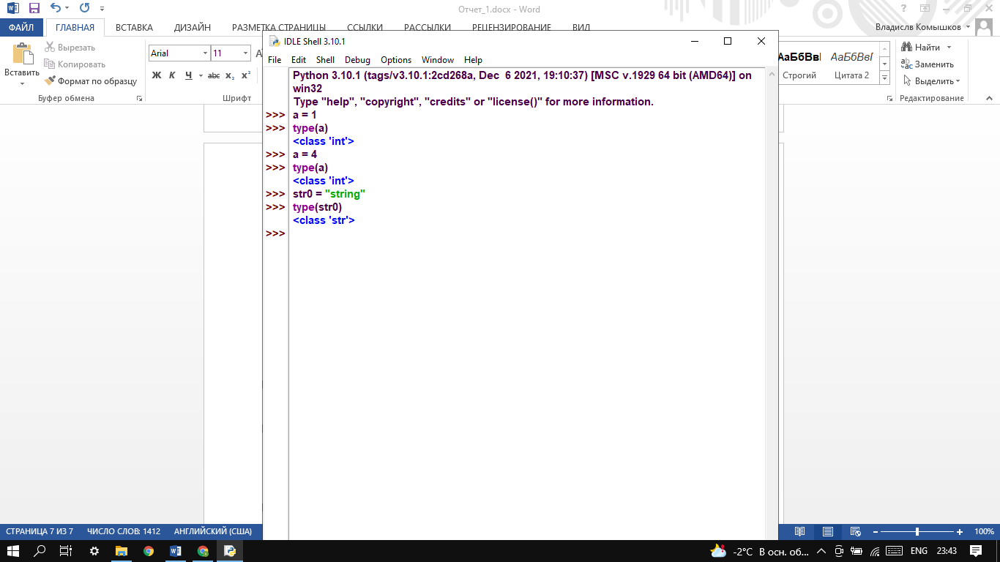 Отчет_1.docx - Word
ФАЙЛ ГЛАВНАЯ ВСТАВКА ДИЗАЙН РАЗМЕТКА СТРАНИЦЫ ССЫЛКИ РАССЫЛКИ РЕЦЕНЗИРОВАНИЕ ВИД Владислв Комышков
Вставить
Вырезать
Копировать
Формат по образцу
Буфер обмена
Arial 11
Ж К Ч abc x₂ x²
Шрифт
АаБбВвІ АаБбВвГ
Строгий Цитата 2
Найти
Заменить
Выделить
Редактирование
IDLE Shell 3.10.1
File Edit Shell Debug Options Window Help
Python 3.10.1 (tags/v3.10.1:2cd268a, Dec  6 2021, 19:10:37) [MSC v.1929 64 bit (AMD64)] on
win32
Type "help", "copyright", "credits" or "license()" for more information.
>>> a = 1
>>> type(a)
<class 'int'>
>>> a = 4
>>> type(a)
<class 'int'>
>>> str0 = "string"
>>> type(str0)
<class 'str'>
>>>
СТРАНИЦА 7 ИЗ 7 ЧИСЛО СЛОВ: 1412 АНГЛИЙСКИЙ (США) 100%
-2°C В осн. об... ENG 23:43